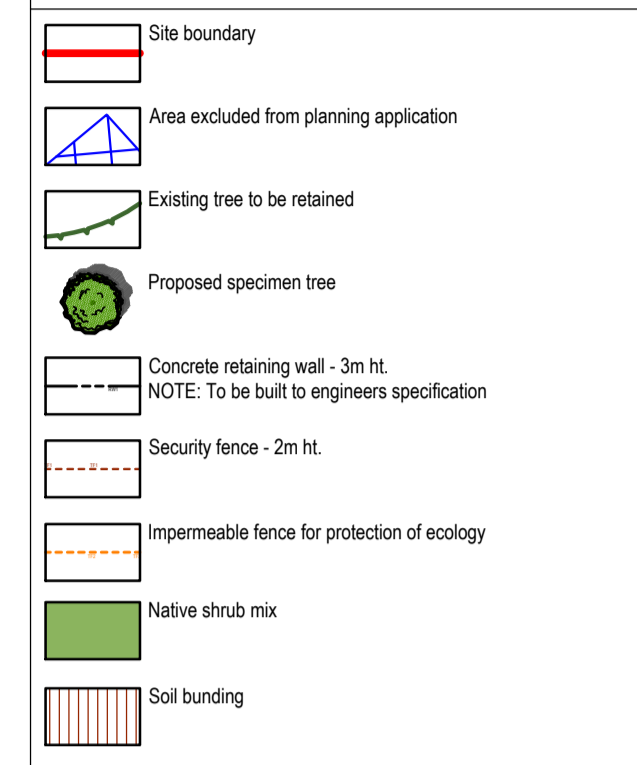 Site boundary
Area excluded from planning application
Existing tree to be retained
Proposed specimen tree
Concrete retaining wall - 3m ht.
NOTE: To be built to engineers specification
Security fence - 2m ht.
Impermeable fence for protection of ecology
Native shrub mix
Soil bunding